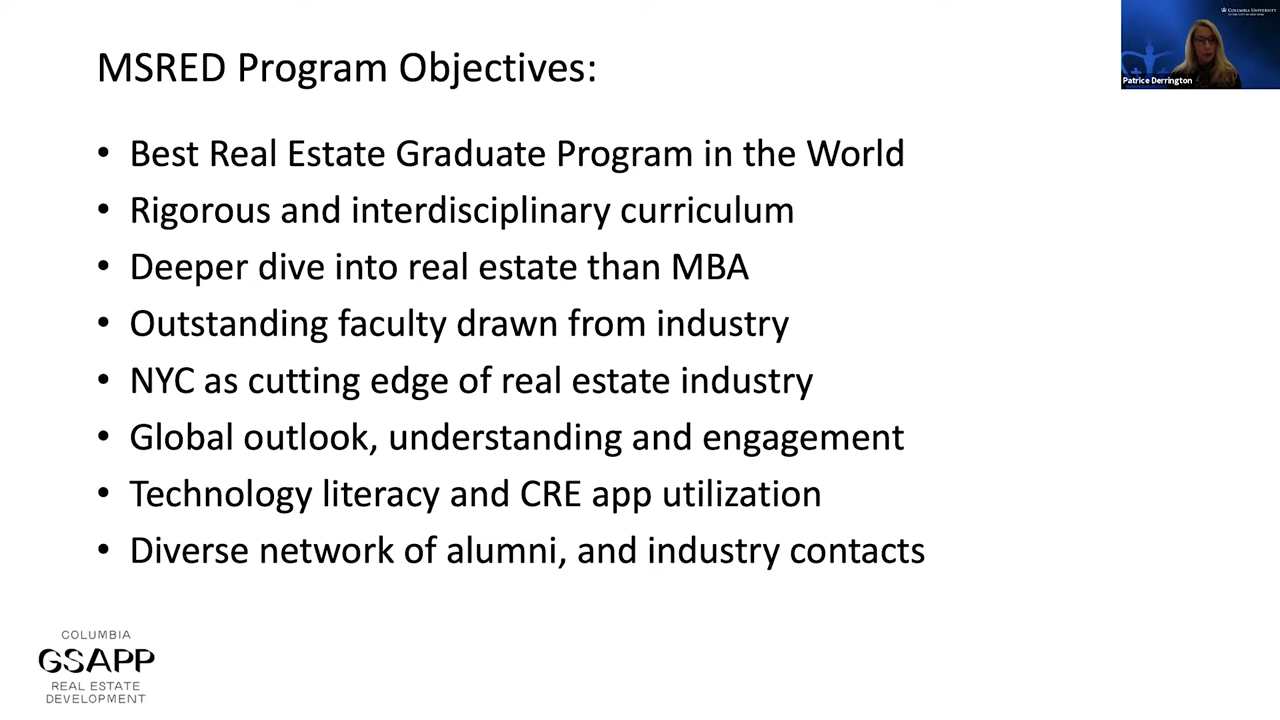 MSRED Program Objectives:
COLUMBIA UNIVERSITY
Patrice Derrington
• Best Real Estate Graduate Program in the World
• Rigorous and interdisciplinary curriculum
• Deeper dive into real estate than MBA
• Outstanding faculty drawn from industry
• NYC as cutting edge of real estate industry
• Global outlook, understanding and engagement
• Technology literacy and CRE app utilization
• Diverse network of alumni, and industry contacts
COLUMBIA
GSAPP
REAL ESTATE
DEVELOPMENT